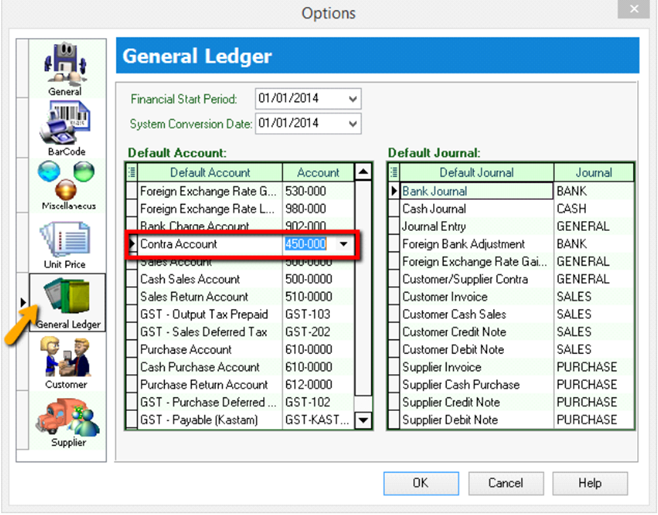 Options
×
General
BarCode
Miscellaneous
Unit Price
General Ledger
Customer
Supplier
General Ledger
Financial Start Period: 01/01/2014
System Conversion Date: 01/01/2014
Default Account:
Default Account Account
Foreign Exchange Rate G... 530-000
Foreign Exchange Rate L... 980-000
Bank Charge Account 902-000
Contra Account 450-000
Sales Account 500-0000
Cash Sales Account 500-0000
Sales Return Account 510-0000
GST - Output Tax Prepaid GST-103
GST - Sales Deferred Tax GST-202
Purchase Account 610-0000
Cash Purchase Account 610-0000
Purchase Return Account 612-0000
GST - Purchase Deferred ... GST-102
GST - Payable (Kastam) GST-KAST...
Default Journal:
Default Journal Journal
Bank Journal BANK
Cash Journal CASH
Journal Entry GENERAL
Foreign Bank Adjustment BANK
Foreign Exchange Rate Gai... GENERAL
Customer/Supplier Contra GENERAL
Customer Invoice SALES
Customer Cash Sales SALES
Customer Credit Note SALES
Customer Debit Note SALES
Supplier Invoice PURCHASE
Supplier Cash Purchase PURCHASE
Supplier Credit Note PURCHASE
Supplier Debit Note PURCHASE
OK
Cancel
Help